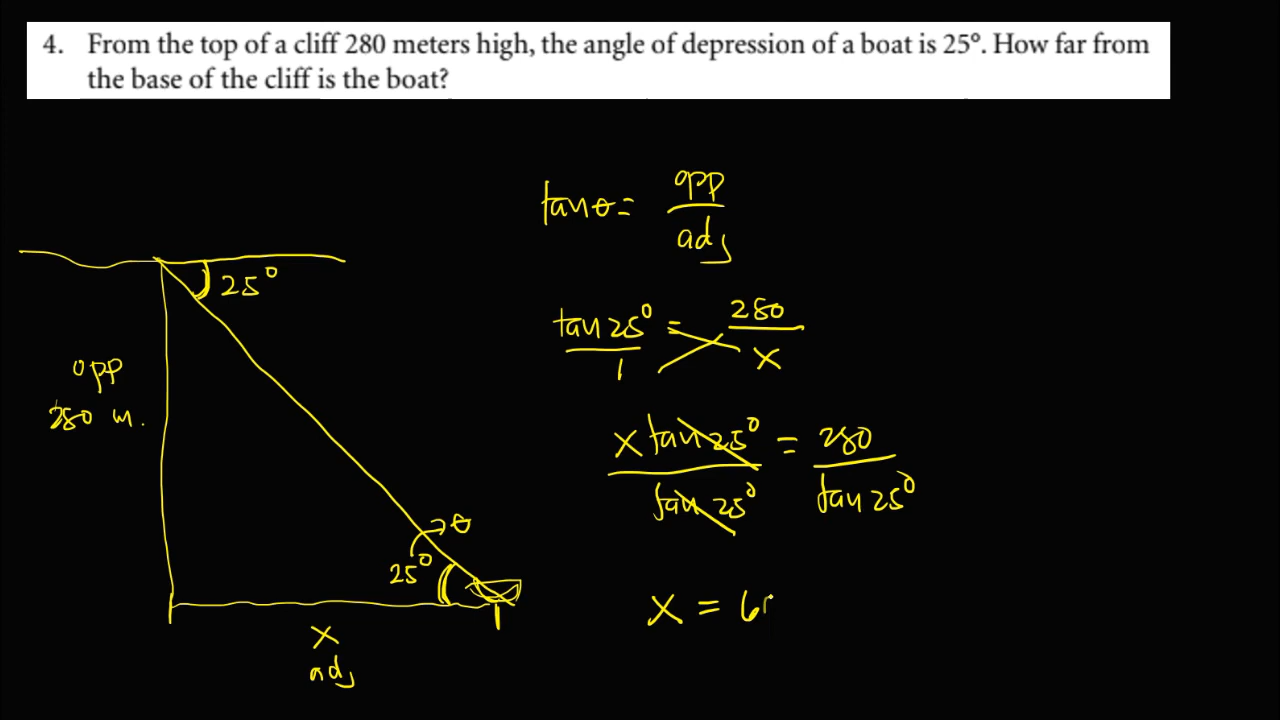 4. From the top of a cliff 280 meters high, the angle of depression of a boat is 25°. How far from
the base of the cliff is the boat?
tan θ = opp
adj
25°
tan 25° = 280
1 x
opp
280 m.
x tan 25° = 280
tan 25° tan 25°
θ
25°
x = 6
x
adj